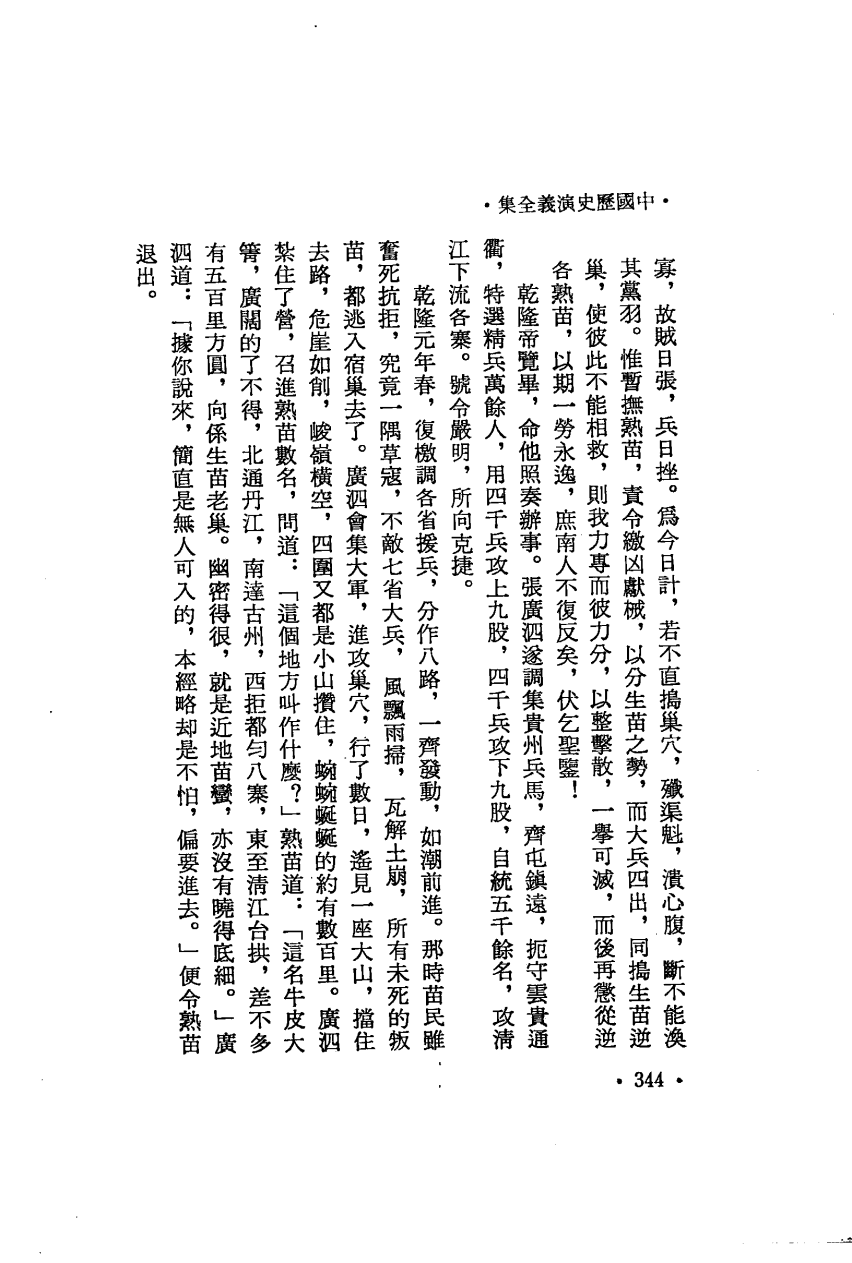 ·中國歷史演義全集·
寡，故賊日張，兵日挫。爲今日計，若不直搗巢穴，殲渠魁，潰心腹，斷不能渙
其黨羽。惟暫撫熟苗，責令繳凶獻械，以分生苗之勢，而大兵四出，同搗生苗逆
巢，使彼此不能相救，則我力專而彼力分，以整擊散，一擧可滅，而後再懲從逆
各熟苗，以期一勞永逸，庶南人不復反矣，伏乞聖鑒！
乾隆帝覽畢，命他照奏辦事。張廣泗遂調集貴州兵馬，齊屯鎮遠，扼守雲貴通
衢，特選精兵萬餘人，用四千兵攻上九股，四千兵攻下九股，自統五千餘名，攻淸
江下流各寨。號令嚴明，所向克捷。
乾隆元年春，復檄調各省援兵，分作八路，一齊發動，如潮前進。那時苗民雖
奮死抗拒，究竟一隅草寇，不敵七省大兵，風飄雨掃，瓦解土崩，所有未死的叛
苗，都逃入宿巢去了。廣泗會集大軍，進攻巢穴，行了數日，遙見一座大山，擋住
去路，危崖如削，峻嶺橫空，四圍又都是小山攢住，蜿蜿蜒蜒的約有數百里。廣泗
紮住了營，召進熟苗數名，問道：「這個地方叫作什麼？」熟苗道：「這名牛皮大
箐，廣闊的了不得，北通丹江，南達古州，西拒都勻八寨，東至淸江台拱，差不多
有五百里方圓，向係生苗老巢。幽密得很，就是近地苗蠻，亦沒有曉得底細。」廣
泗道：「據你說來，簡直是無人可入的，本經略却是不怕，偏要進去。」便令熟苗
退出。
·344·